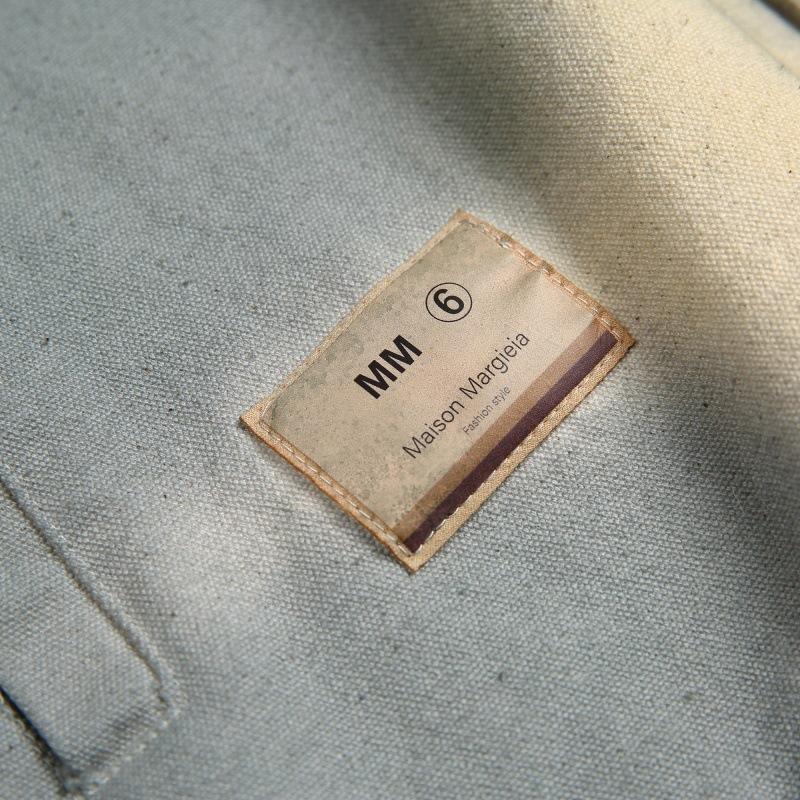 MM ⑥
Maison Margieia
Fashion style